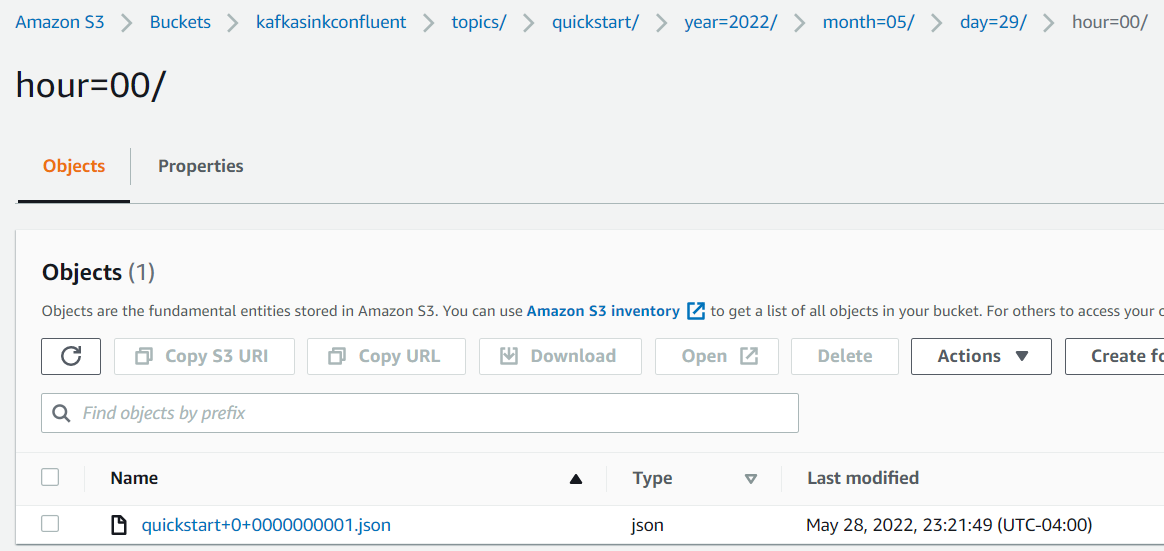 Amazon S3 > Buckets > kafkasinkconfluent > topics/ > quickstart/ > year=2022/ > month=05/ > day=29/ > hour=00/
hour=00/
Objects Properties
Objects (1)
Objects are the fundamental entities stored in Amazon S3. You can use Amazon S3 inventory to get a list of all objects in your bucket. For others to access your
Copy S3 URI Copy URL Download Open Delete Actions Create
Find objects by prefix
Name Type Last modified
quickstart+0+0000000001.json json May 28, 2022, 23:21:49 (UTC-04:00)